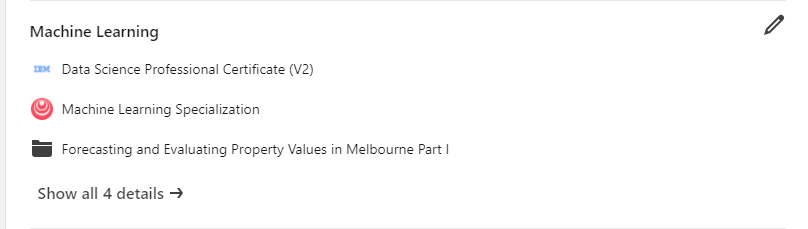 Machine Learning
IBM Data Science Professional Certificate (V2)
Machine Learning Specialization
Forecasting and Evaluating Property Values in Melbourne Part I
Show all 4 details →